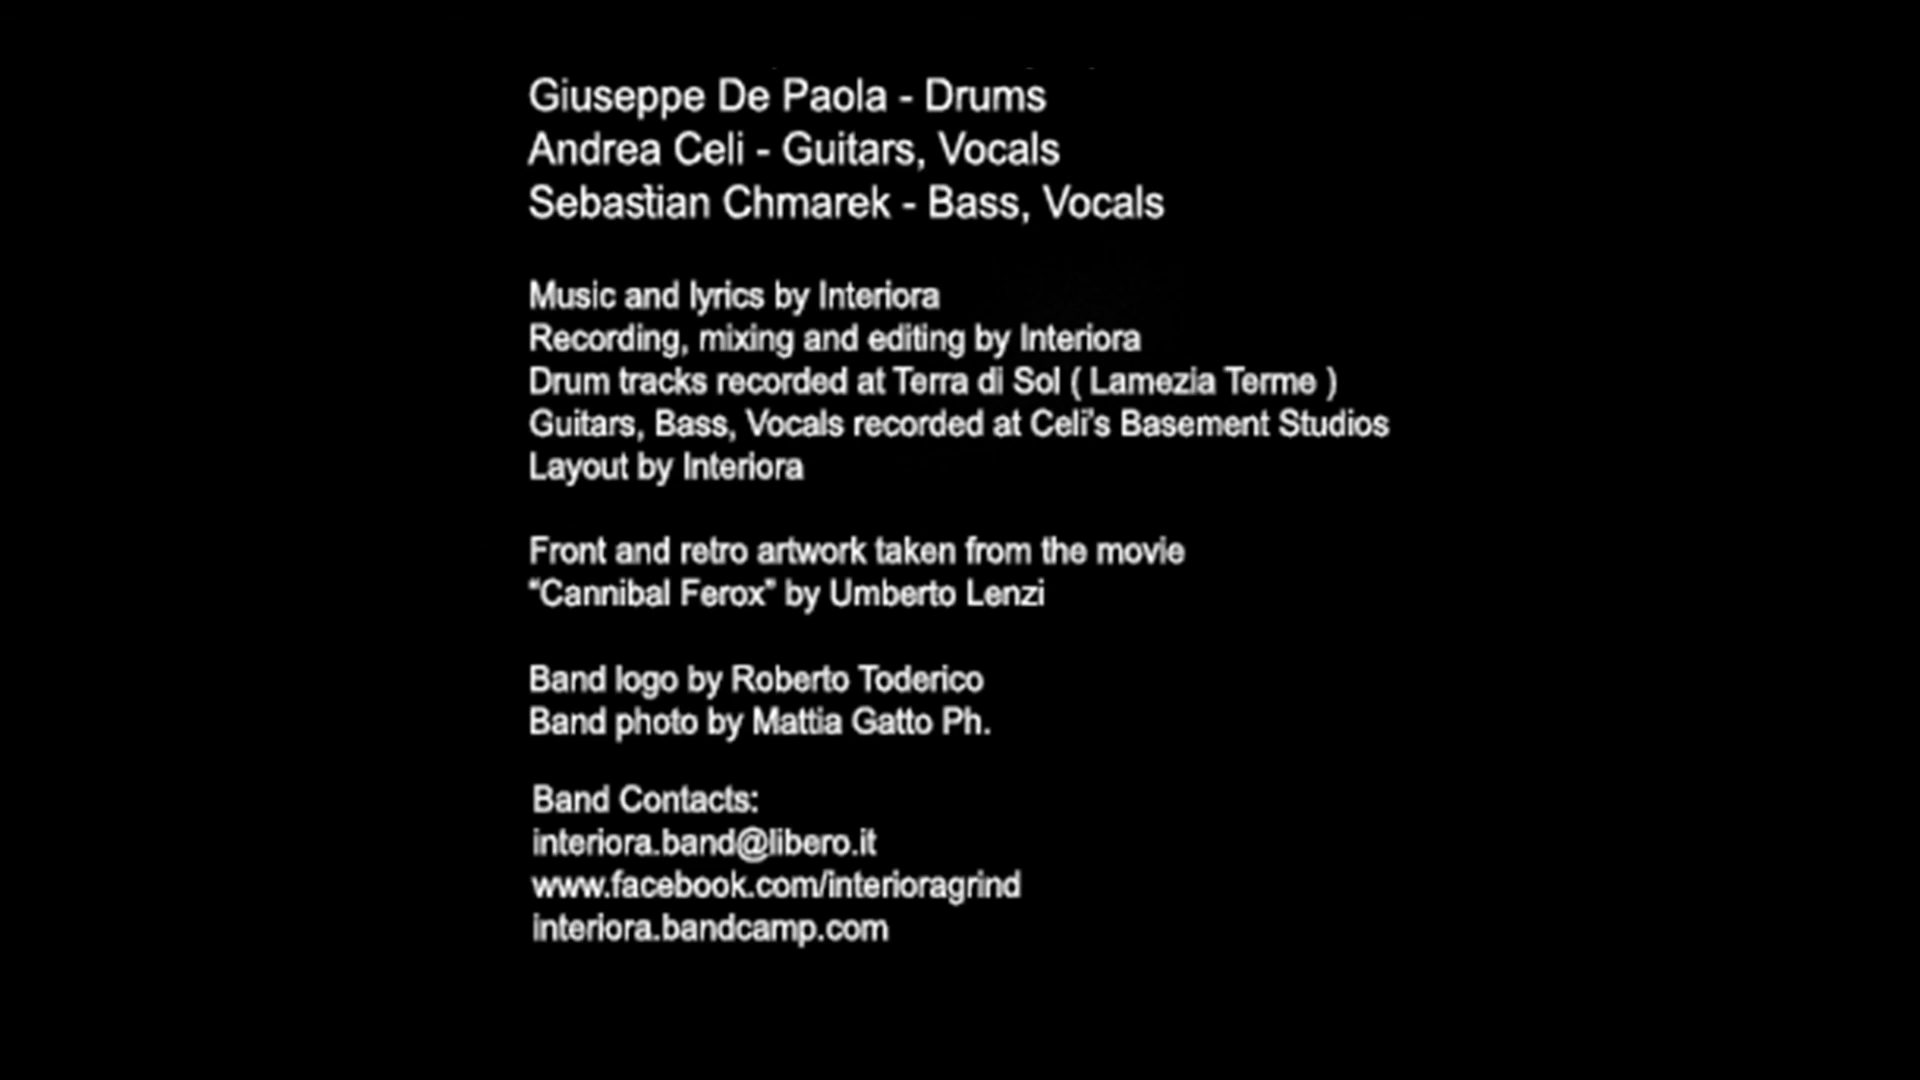 Giuseppe De Paola - Drums
Andrea Celi - Guitars, Vocals
Sebastian Chmarek - Bass, Vocals
Music and lyrics by Interiora
Recording, mixing and editing by Interiora
Drum tracks recorded at Terra di Sol ( Lamezia Terme )
Guitars, Bass, Vocals recorded at Celi's Basement Studios
Layout by Interiora
Front and retro artwork taken from the movie
“Cannibal Ferox” by Umberto Lenzi
Band logo by Roberto Toderico
Band photo by Mattia Gatto Ph.
Band Contacts:
interiora.band@libero.it
www.facebook.com/interioragrind
interiora.bandcamp.com